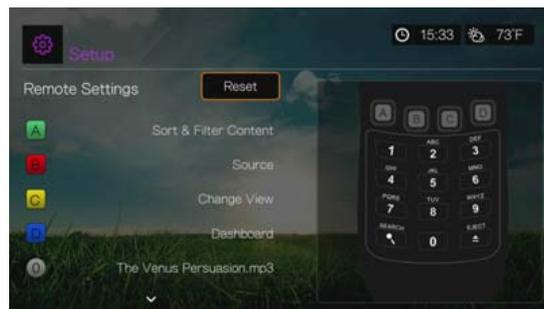 15:33 73°F
Setup
Remote Settings Reset
A Sort & Filter Content
B Source
C Change View
D Dashboard
0 The Venus Persuasion.mp3
A B C D
ABC DEF
1 2 3
GHI JKL MNO
4 5 6
PQRS TUV WXYZ
7 8 9
SEARCH EJECT
0